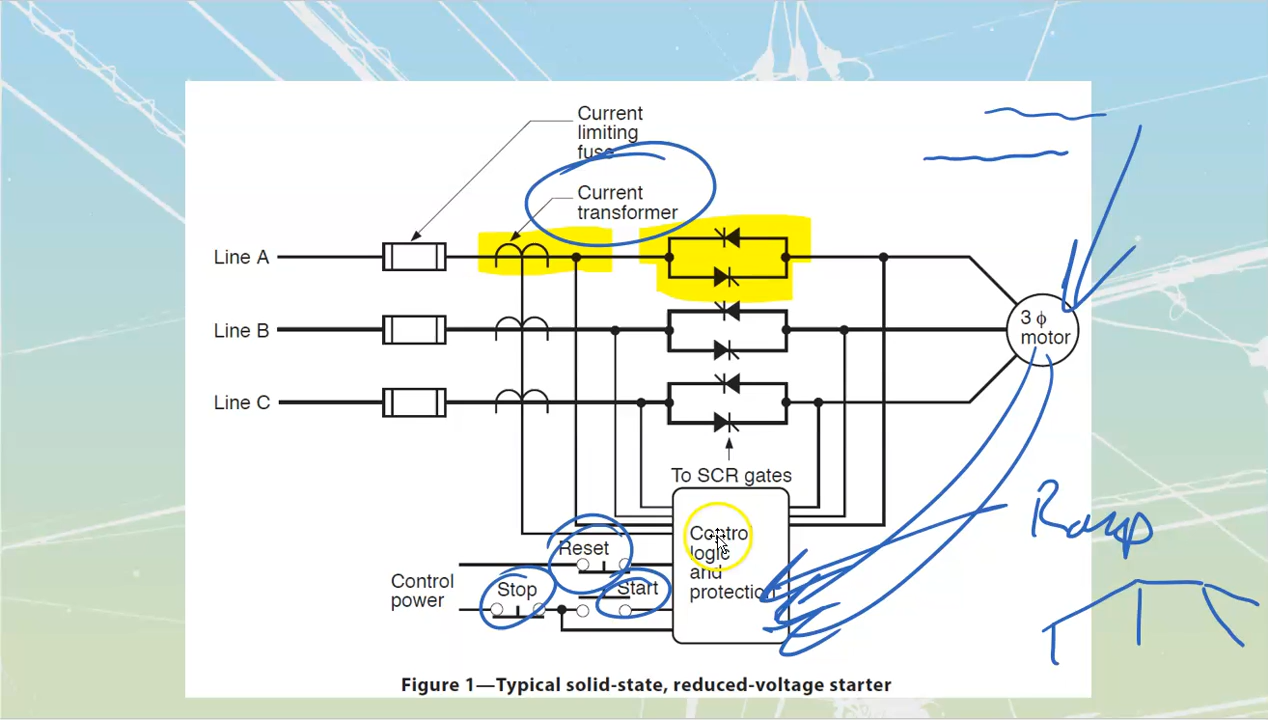 Current
limiting
fuse
Current
transformer
Line A
Line B
Line C
3 ϕ
motor
To SCR gates
Control
logic
and
protection
Reset
Stop
Start
Control
power
Ramp
Figure 1—Typical solid-state, reduced-voltage starter